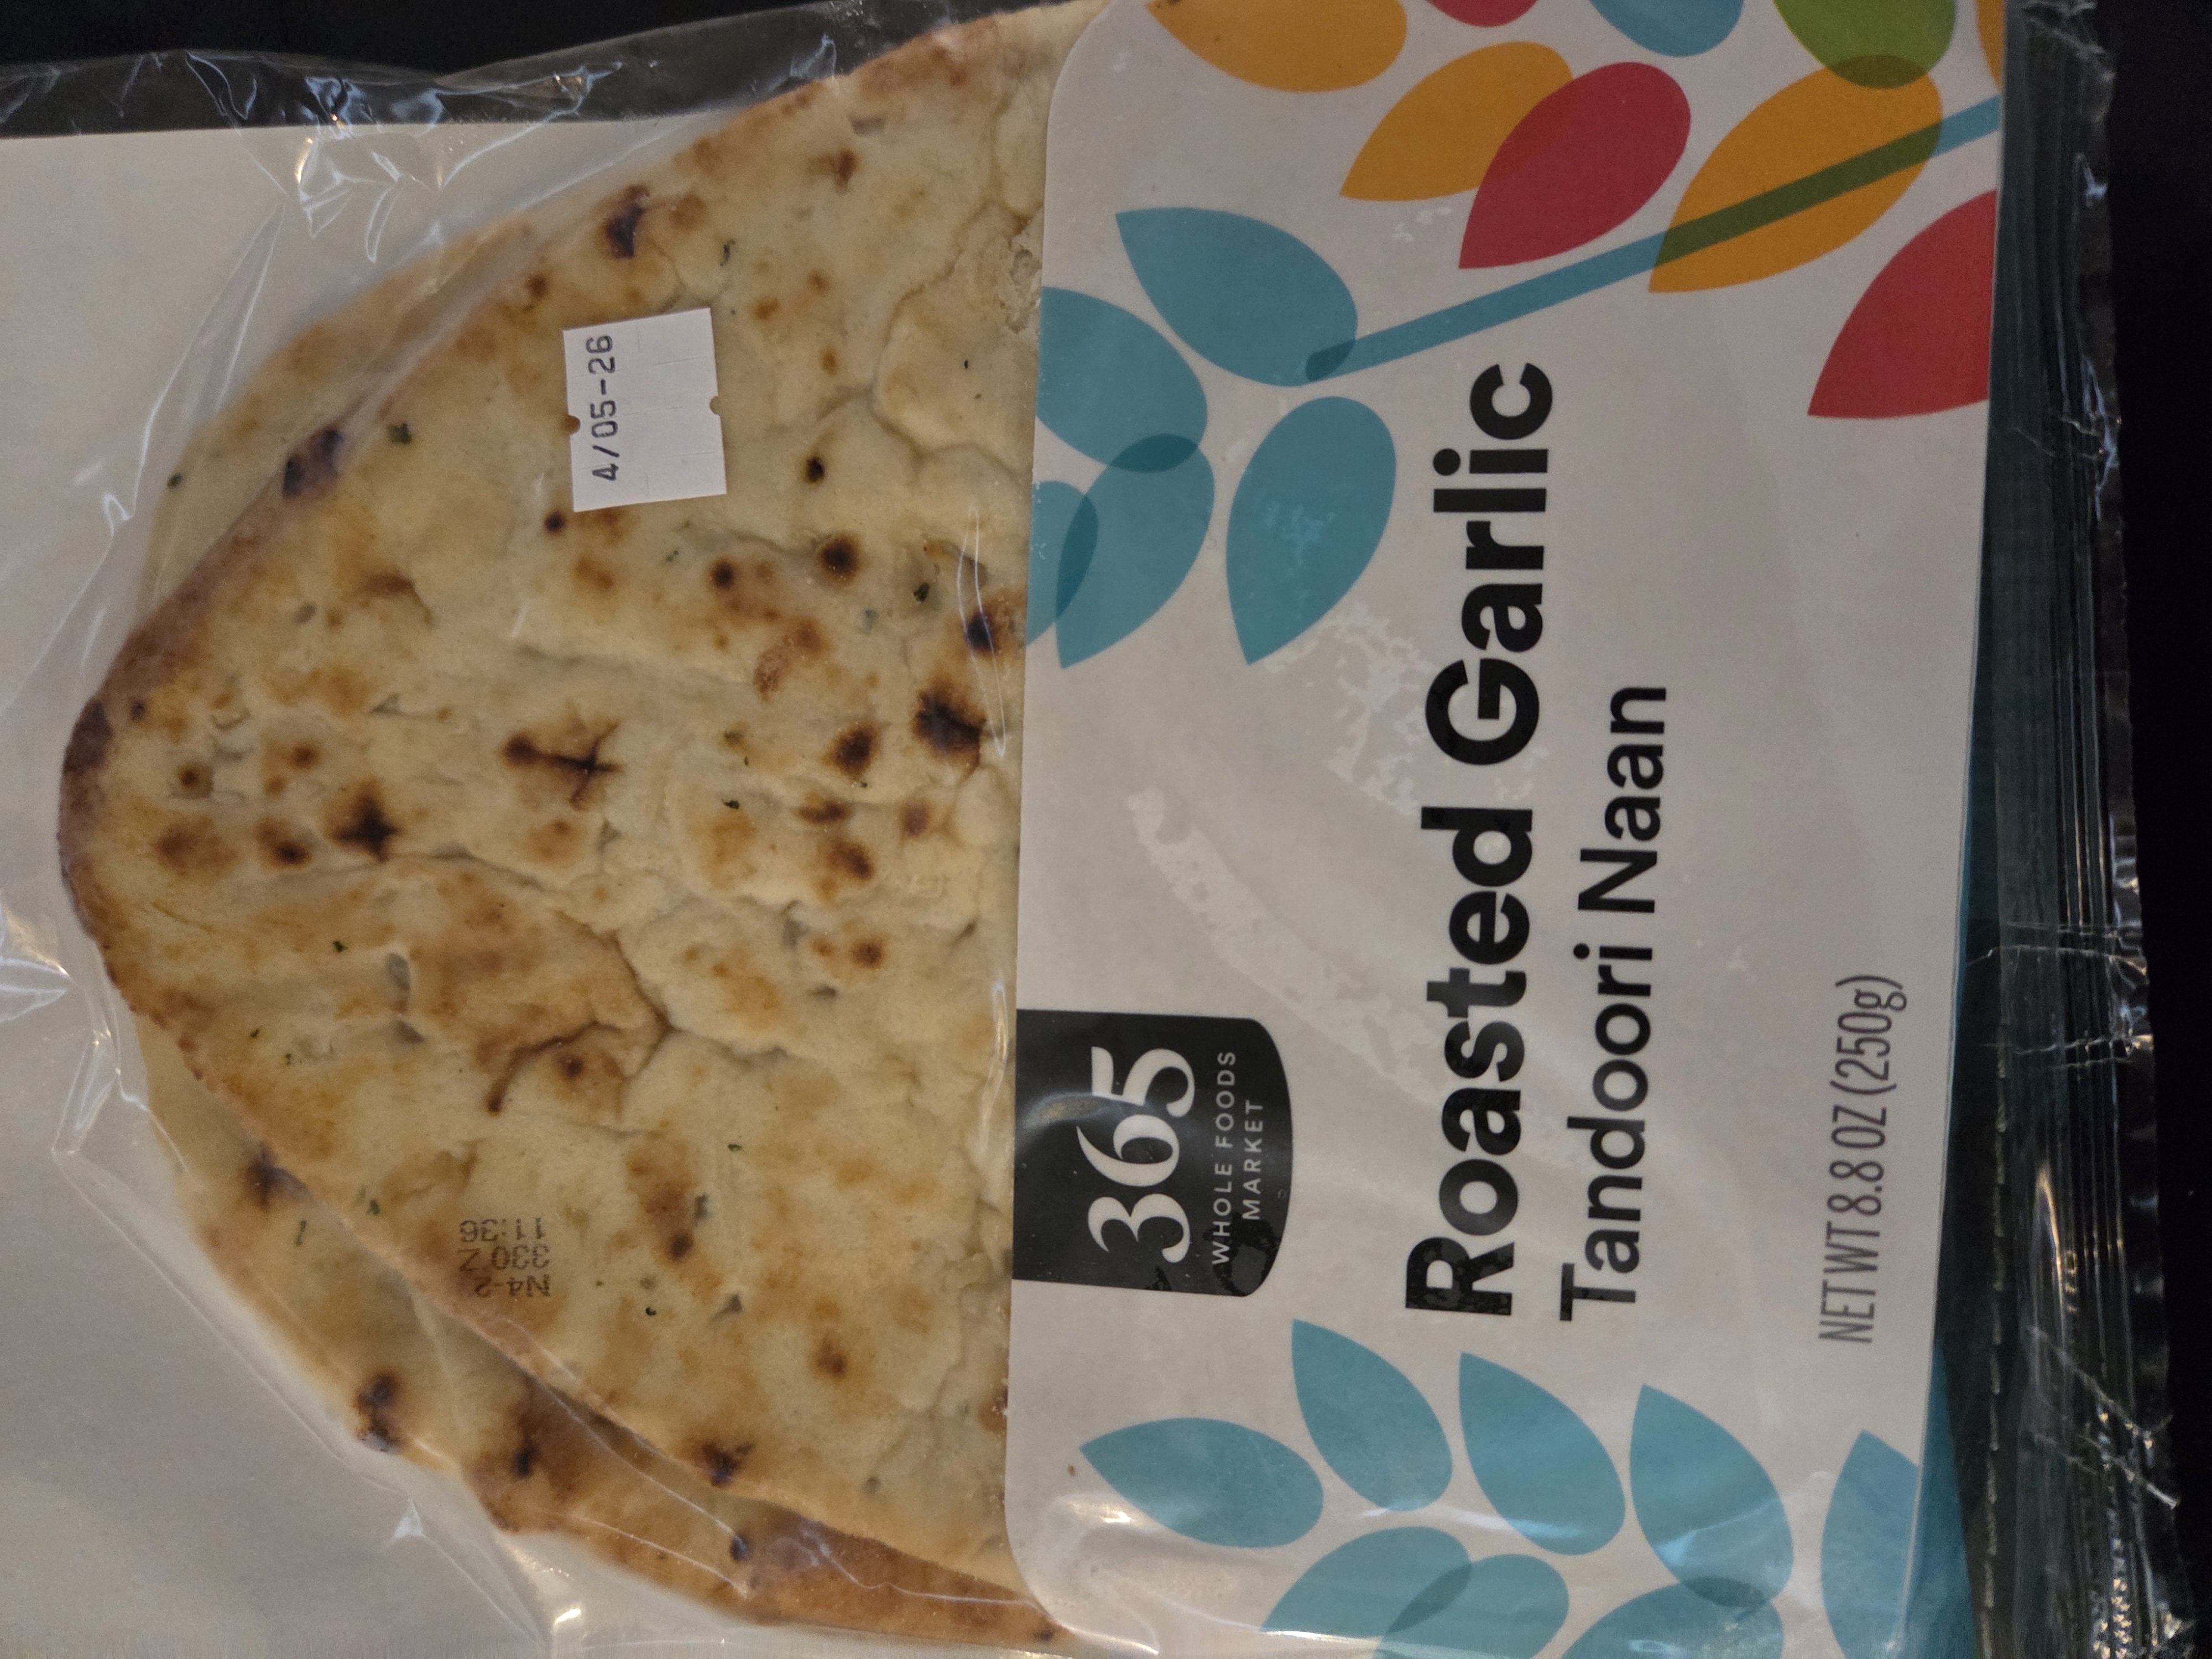 4/05-26
N4-2
330 Z
11:36
365
WHOLE FOODS
MARKET
Roasted Garlic
Tandoori Naan
NET WT 8.8 OZ (250g)